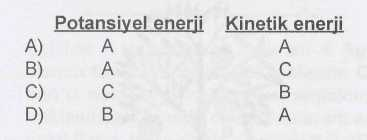 Potansiyel enerji Kinetik enerji
A) A A
B) A C
C) C B
D) B A